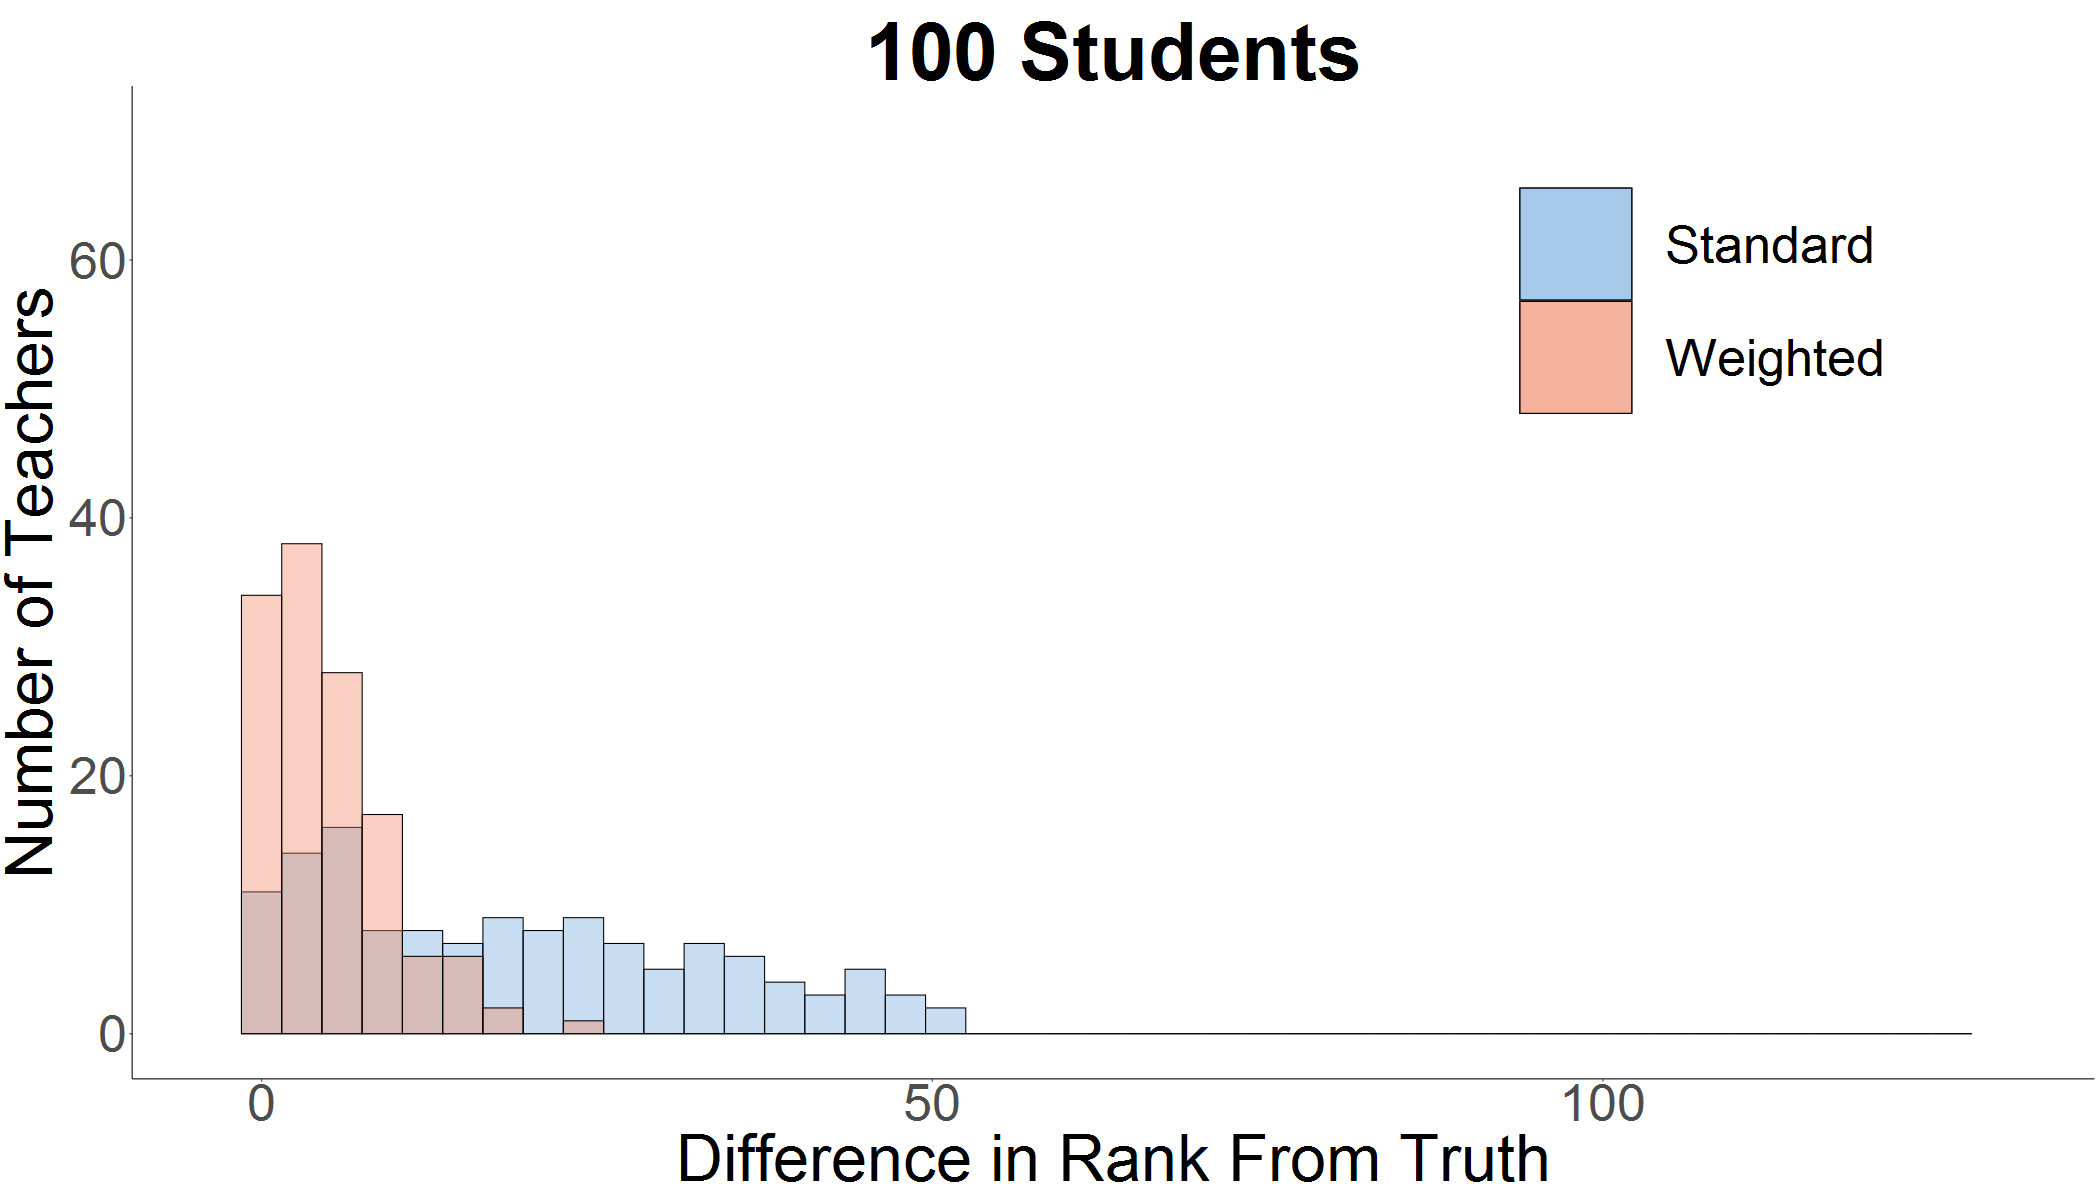 100 Students
Number of Teachers
60
40
20
0
0
50
100
Difference in Rank From Truth
Standard
Weighted